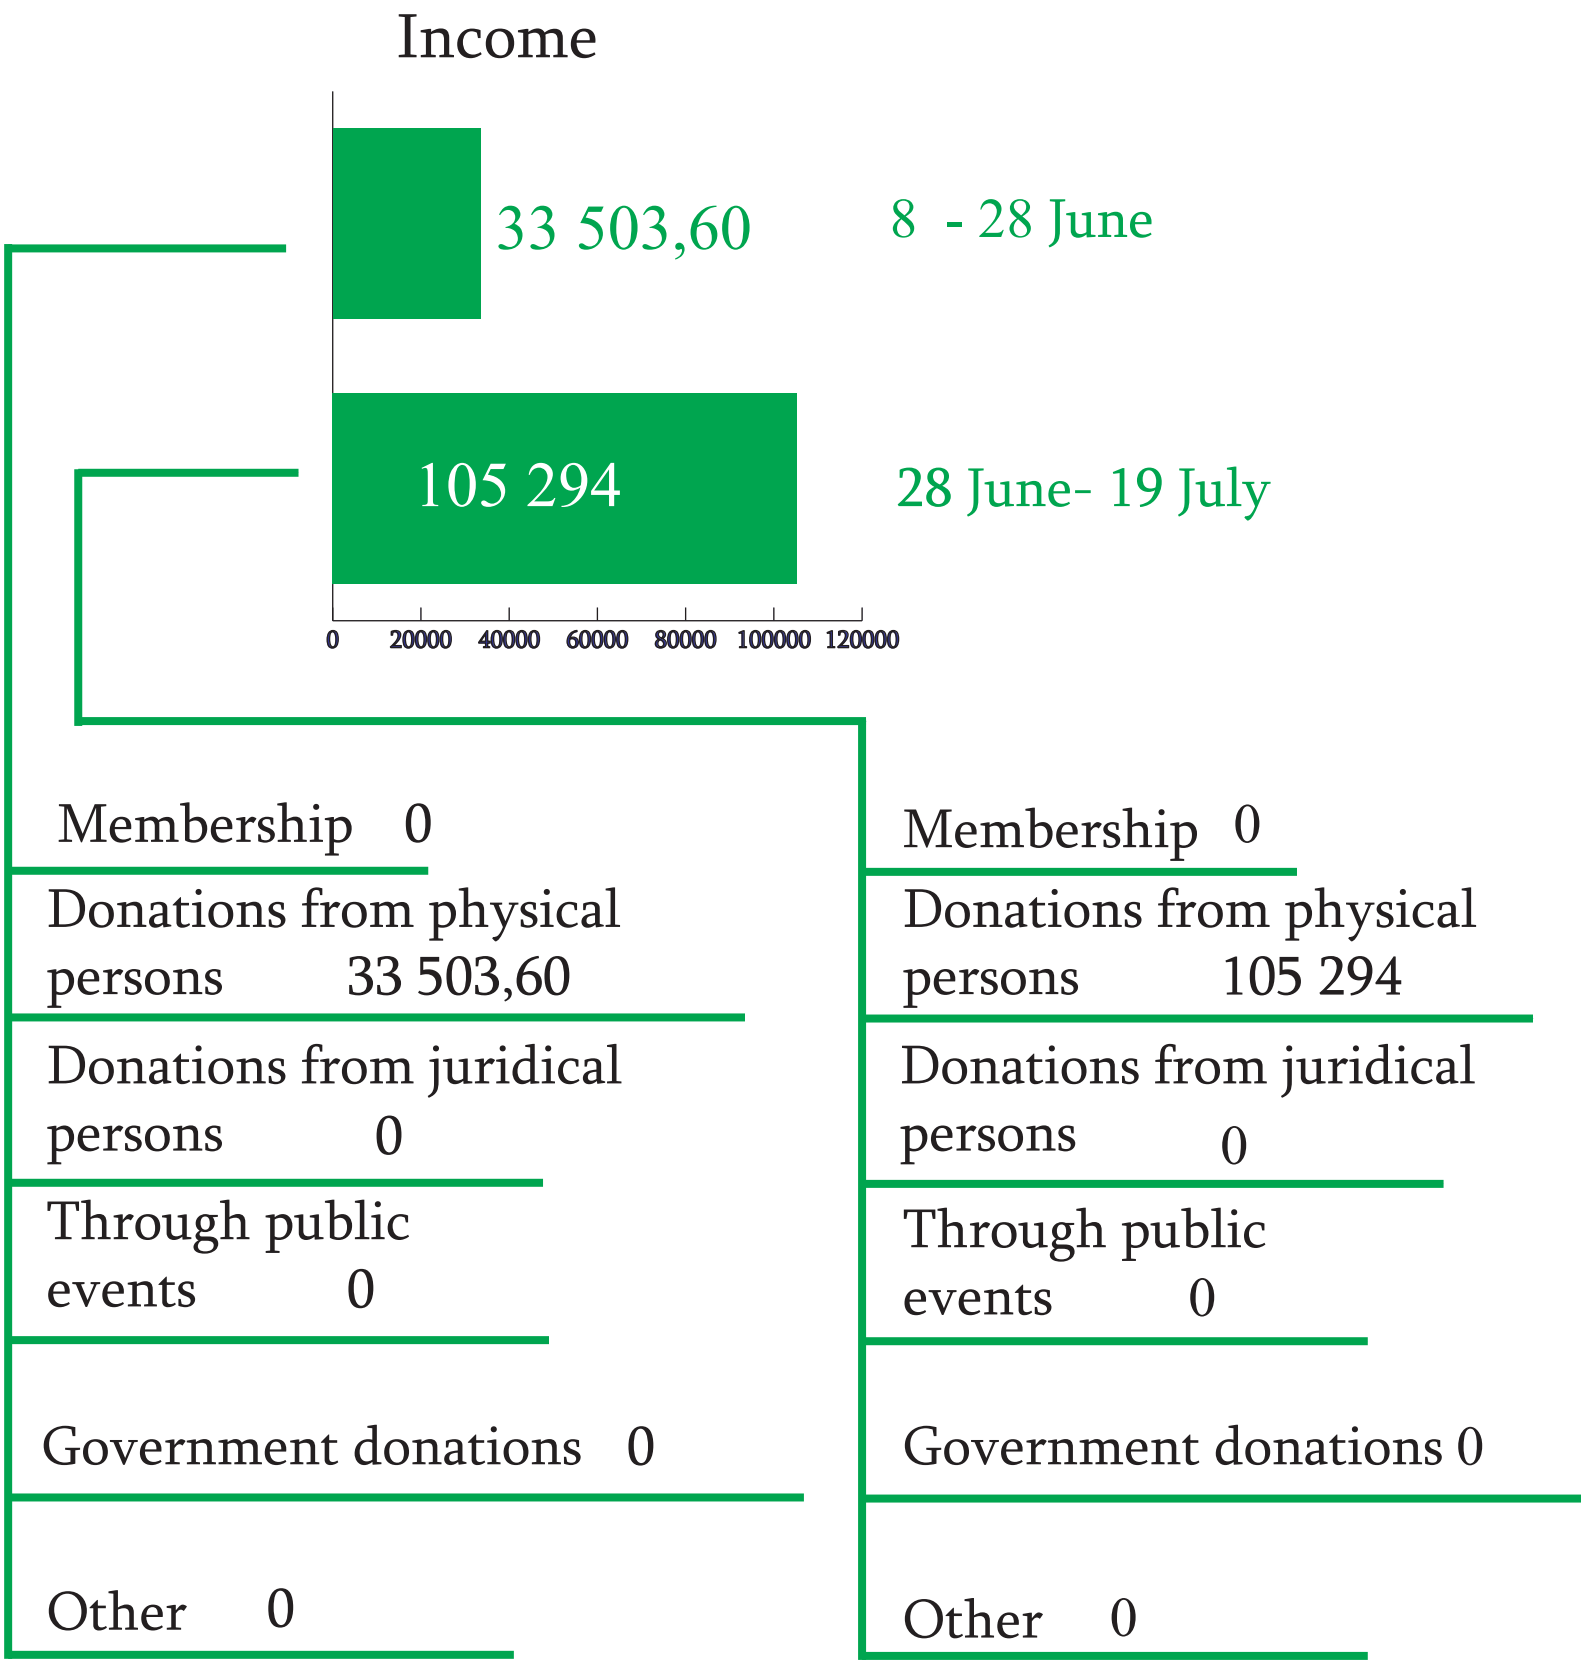 Income
33 503,60
8 - 28 June
105 294
28 June- 19 July
0 20000 40000 60000 80000 100000 120000
Membership 0
Donations from physical
persons 33 503,60
Donations from juridical
persons 0
Through public
events 0
Government donations 0
Other 0
Membership 0
Donations from physical
persons 105 294
Donations from juridical
persons 0
Through public
events 0
Government donations 0
Other 0